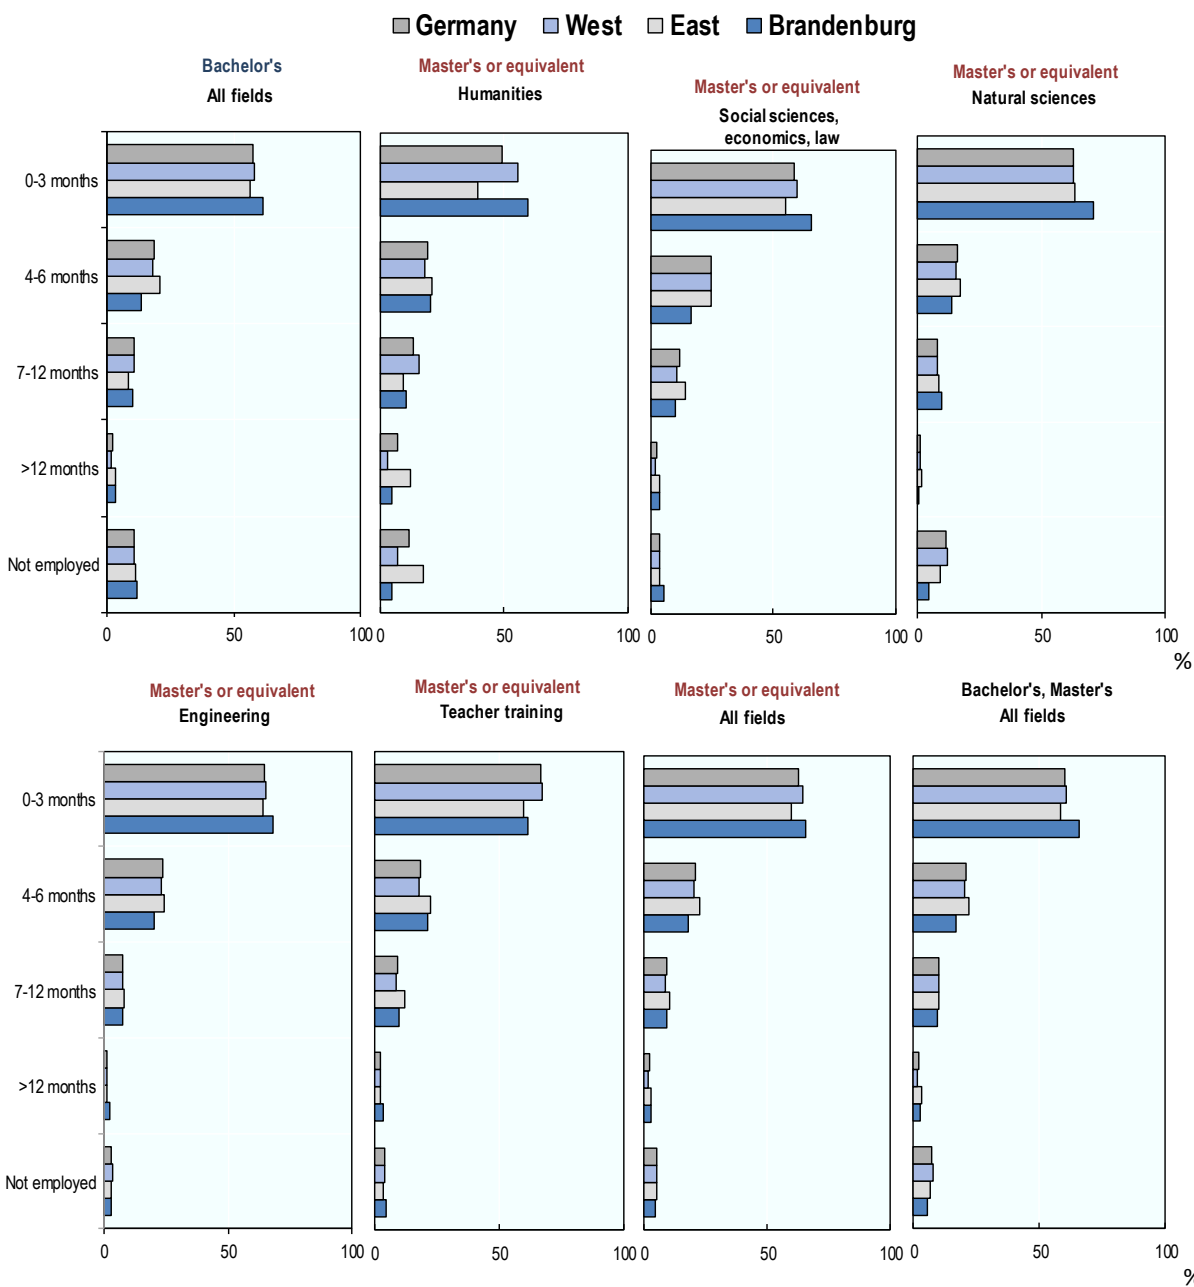 Germany West East Brandenburg
Bachelor's
All fields
Master's or equivalent
Humanities
Master's or equivalent
Social sciences,
economics, law
Master's or equivalent
Natural sciences
0-3 months
4-6 months
7-12 months
>12 months
Not employed
0 50 100
0 50 100
0 50 100
0 50 100
%
Master's or equivalent
Engineering
Master's or equivalent
Teacher training
Master's or equivalent
All fields
Bachelor's, Master's
All fields
0-3 months
4-6 months
7-12 months
>12 months
Not employed
0 50 100
0 50 100
0 50 100
0 50 100
%